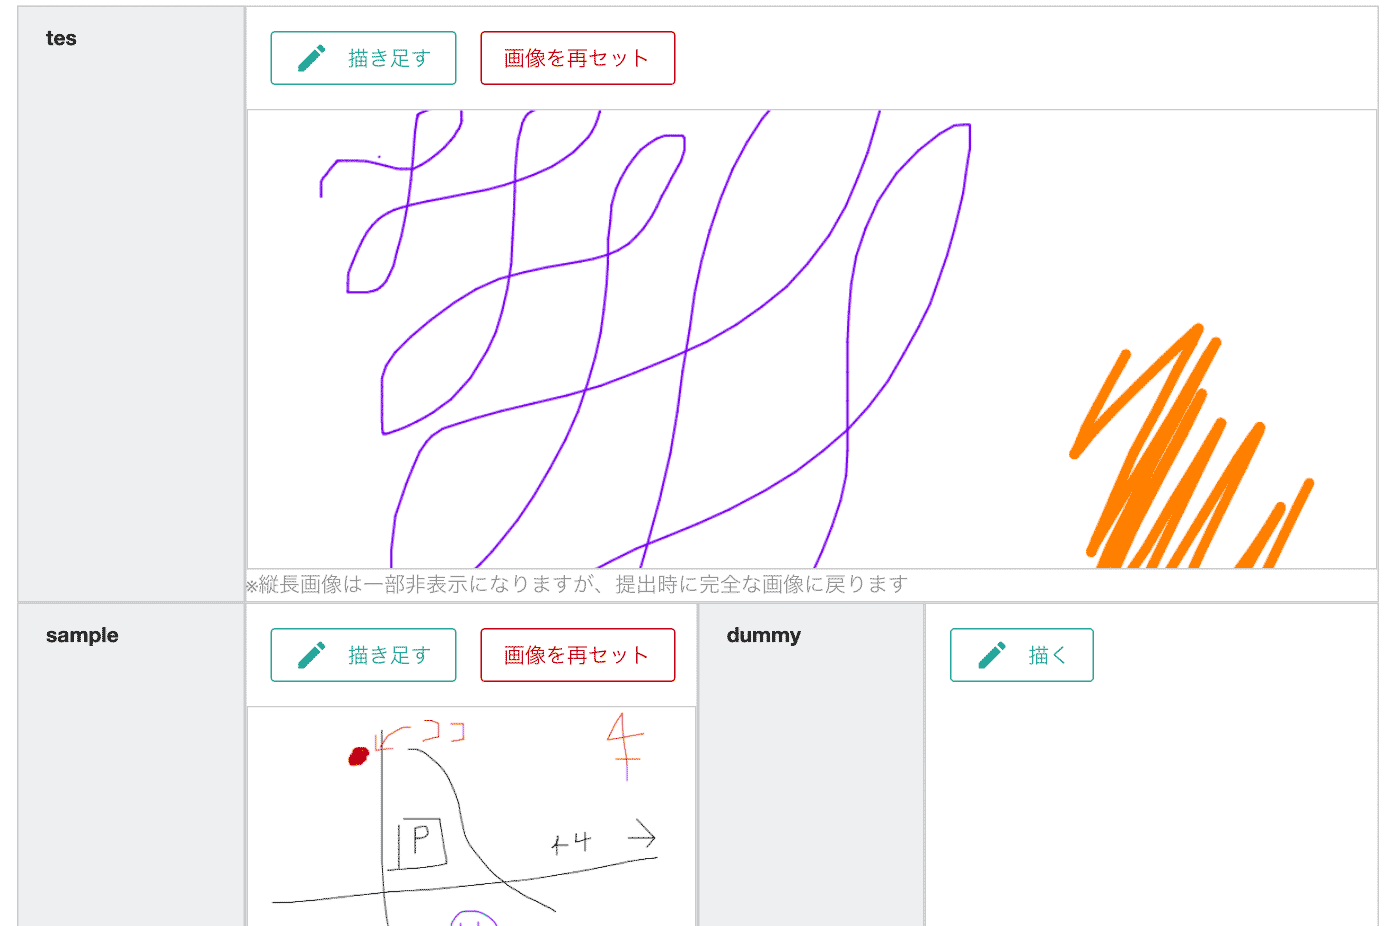 tes
描き足す
画像を再セット
※縦長画像は一部非表示になりますが、提出時に完全な画像に戻ります
sample
描き足す
画像を再セット
dummy
描く
ココ
P
+4 →